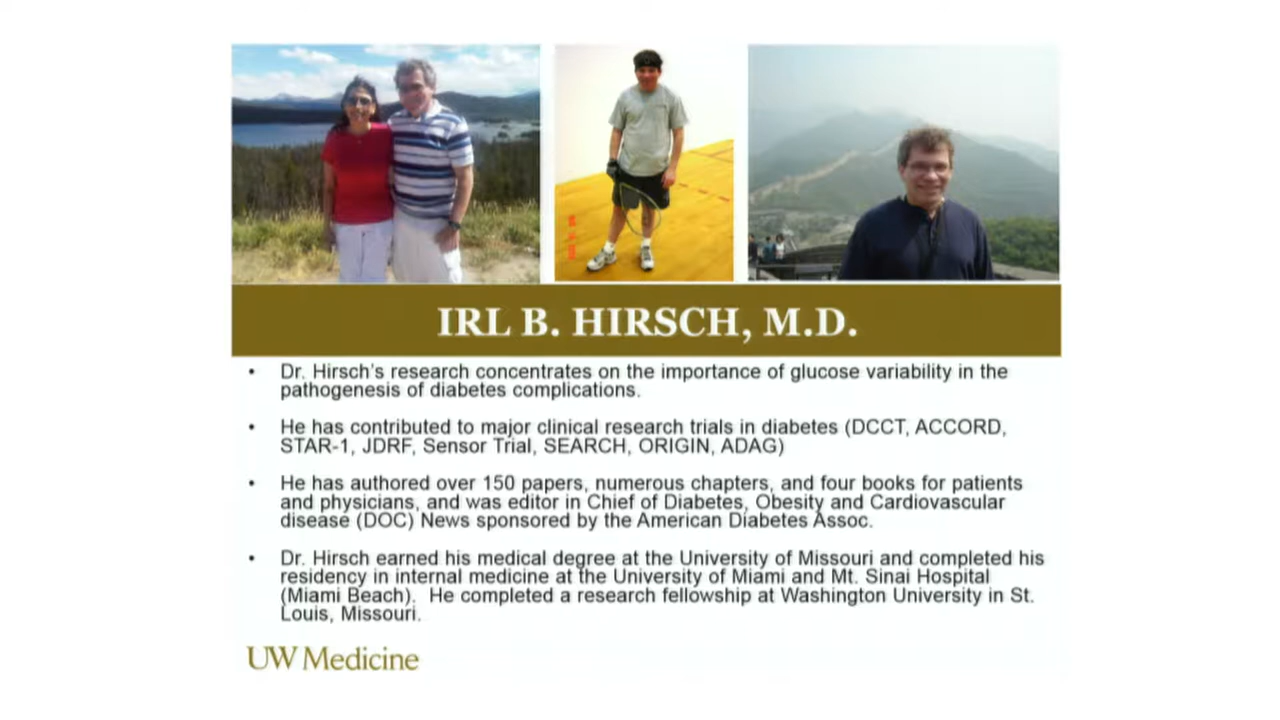 IRL B. HIRSCH, M.D.
• Dr. Hirsch's research concentrates on the importance of glucose variability in the
pathogenesis of diabetes complications.
• He has contributed to major clinical research trials in diabetes (DCCT, ACCORD,
STAR-1, JDRF, Sensor Trial, SEARCH, ORIGIN, ADAG)
• He has authored over 150 papers, numerous chapters, and four books for patients
and physicians, and was editor in Chief of Diabetes, Obesity and Cardiovascular
disease (DOC) News sponsored by the American Diabetes Assoc.
• Dr. Hirsch earned his medical degree at the University of Missouri and completed his
residency in internal medicine at the University of Miami and Mt. Sinai Hospital
(Miami Beach). He completed a research fellowship at Washington University in St.
Louis, Missouri.
UW Medicine